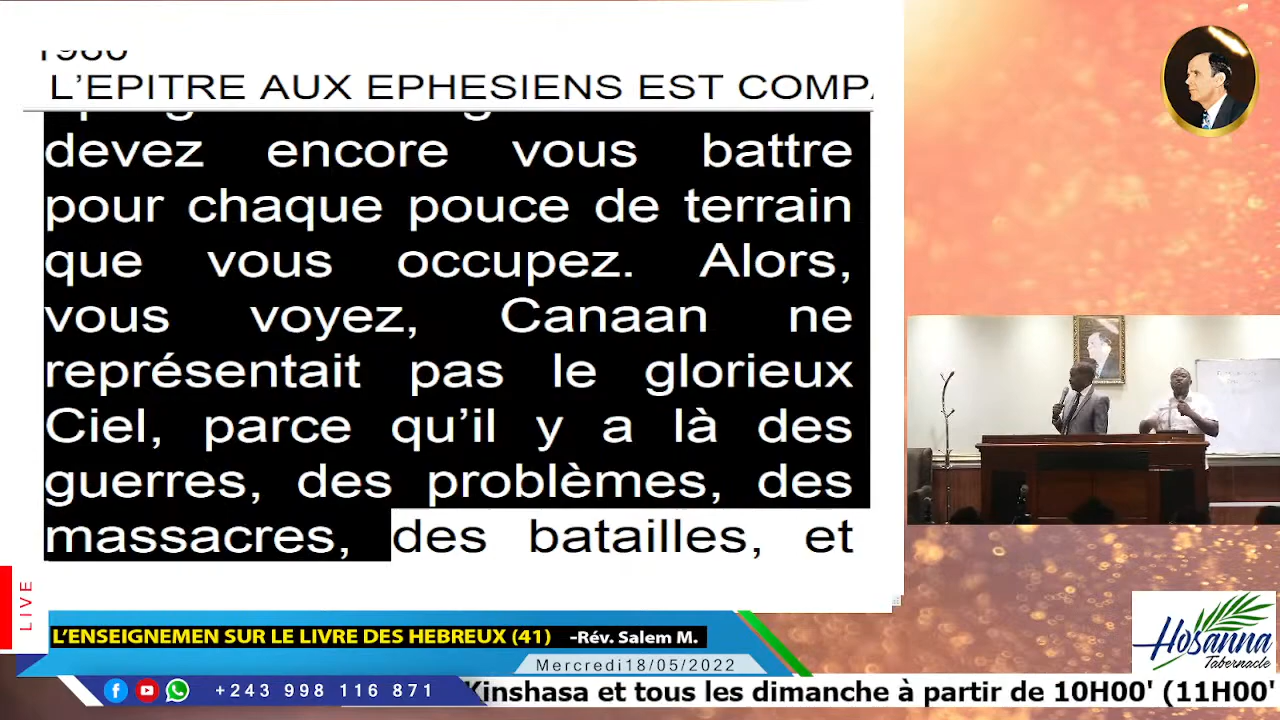 L'EPITRE AUX EPHESIENS EST COMPA
devez encore vous battre
pour chaque pouce de terrain
que vous occupez. Alors,
vous voyez, Canaan ne
représentait pas le glorieux
Ciel, parce qu'il y a là des
guerres, des problèmes, des
massacres, des batailles, et
LIVE
L'ENSEIGNEMEN SUR LE LIVRE DES HEBREUX (41) -Rév. Salem M.
Mercredi18/05/2022
+243 998 116 871
Kinshasa et tous les dimanche à partir de 10H00' (11H00'
Hosanna
Tabernacle